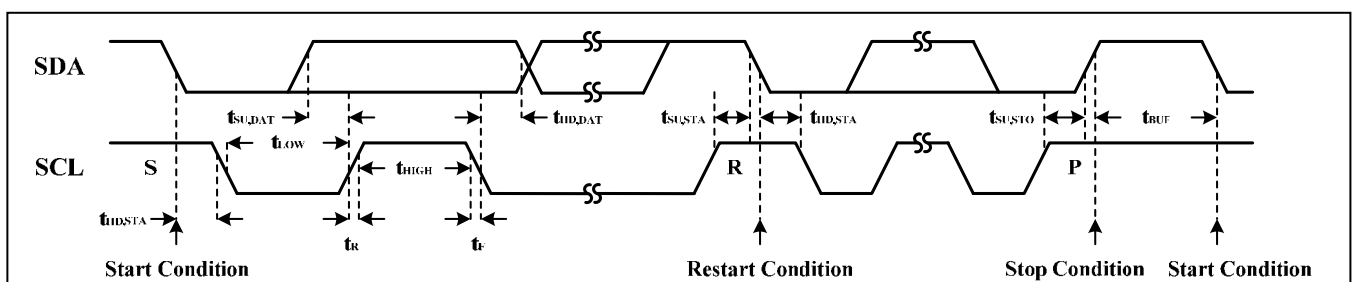 SDA
tSU,DAT tHD,DAT tSU,STA tHD,STA tSU,STO tBUF
tLOW
SCL S tHIGH R P
tHD,STA
tR tF
Start Condition Restart Condition Stop Condition Start Condition